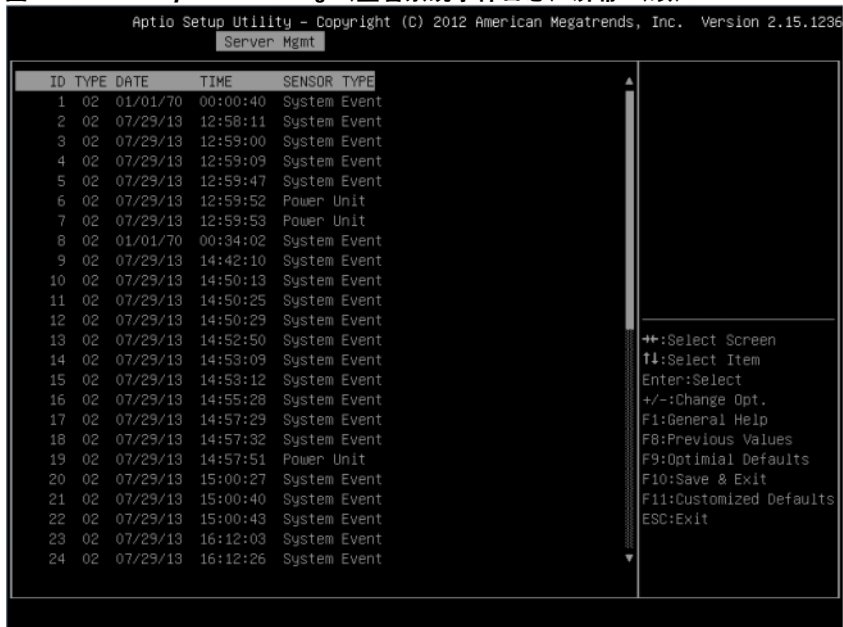 Aptio Setup Utility – Copyright (C) 2012 American Megatrends, Inc. Version 2.15.1236
Server Mgmt
ID TYPE DATE TIME SENSOR TYPE
1 02 01/01/70 00:00:40 System Event
2 02 07/29/13 12:58:11 System Event
3 02 07/29/13 12:59:00 System Event
4 02 07/29/13 12:59:09 System Event
5 02 07/29/13 12:59:47 System Event
6 02 07/29/13 12:59:52 Power Unit
7 02 07/29/13 12:59:53 Power Unit
8 02 01/01/70 00:34:02 System Event
9 02 07/29/13 14:42:10 System Event
10 02 07/29/13 14:50:13 System Event
11 02 07/29/13 14:50:25 System Event
12 02 07/29/13 14:50:29 System Event
13 02 07/29/13 14:52:50 System Event
14 02 07/29/13 14:53:09 System Event
15 02 07/29/13 14:53:12 System Event
16 02 07/29/13 14:55:28 System Event
17 02 07/29/13 14:57:29 System Event
18 02 07/29/13 14:57:32 System Event
19 02 07/29/13 14:57:51 Power Unit
20 02 07/29/13 15:00:27 System Event
21 02 07/29/13 15:00:40 System Event
22 02 07/29/13 15:00:43 System Event
23 02 07/29/13 16:12:03 System Event
24 02 07/29/13 16:12:26 System Event
→←:Select Screen
↑↓:Select Item
Enter:Select
+/-:Change Opt.
F1:General Help
F8:Previous Values
F9:Optimial Defaults
F10:Save & Exit
F11:Customized Defaults
ESC:Exit